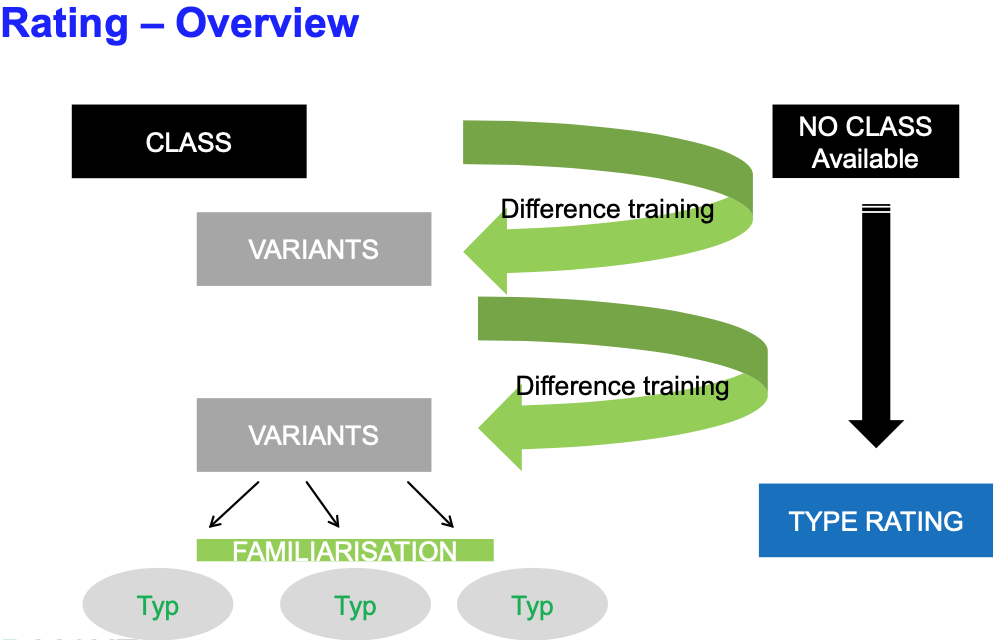 Rating – Overview
CLASS
NO CLASS
Available
Difference training
VARIANTS
Difference training
VARIANTS
TYPE RATING
FAMILIARISATION
Typ
Typ
Typ